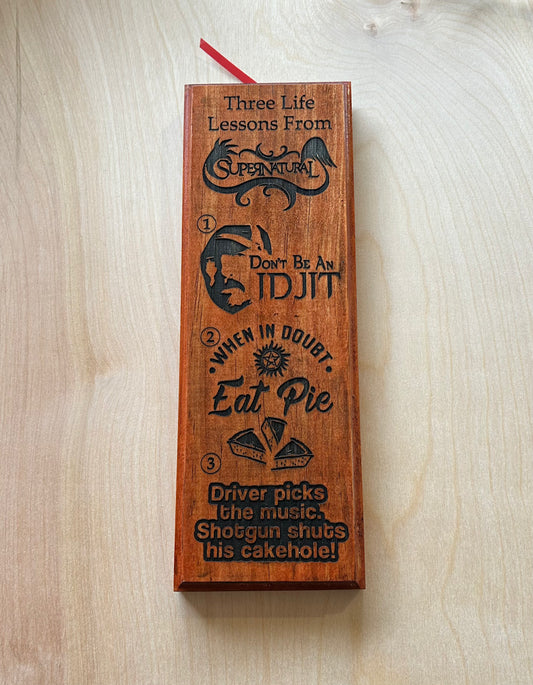 Three Life
Lessons From
SUPERNATURAL
1
DON'T BE AN
IDJIT
2
WHEN IN DOUBT
Eat Pie
3
Driver picks
the music.
Shotgun shuts
his cakehole!